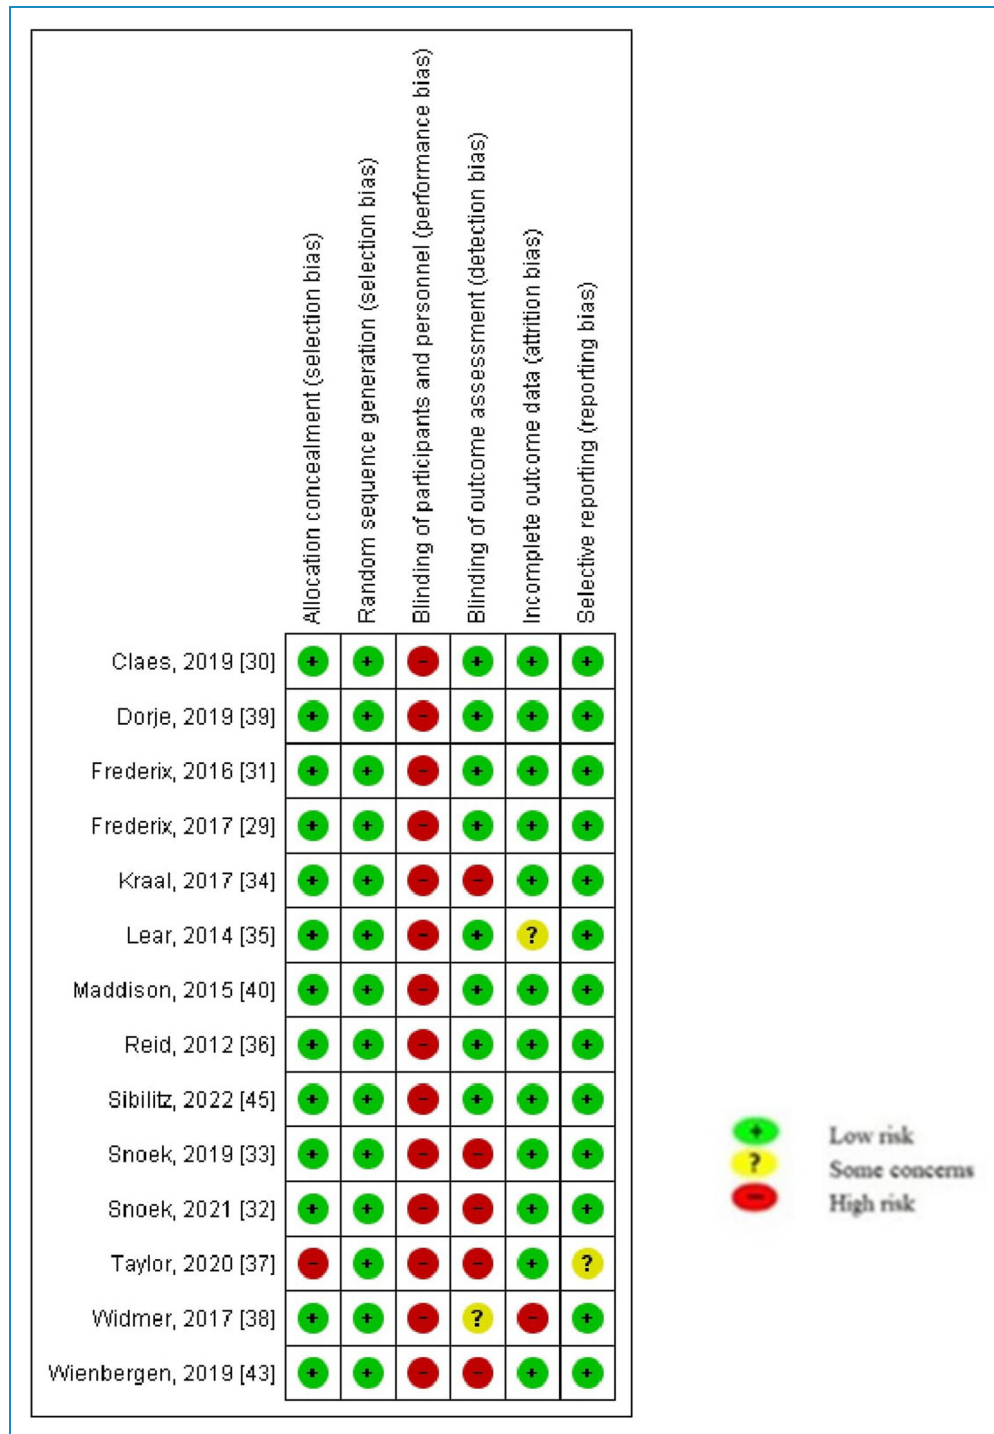 Allocation concealment (selection bias)
Random sequence generation (selection bias)
Blinding of participants and personnel (performance bias)
Blinding of outcome assessment (detection bias)
Incomplete outcome data (attrition bias)
Selective reporting (reporting bias)
Claes, 2019 [30] + + - + + +
Dorje, 2019 [39] + + - + + +
Frederix, 2016 [31] + + - + + +
Frederix, 2017 [29] + + - + + +
Kraal, 2017 [34] + + - - + +
Lear, 2014 [35] + + - + ? +
Maddison, 2015 [40] + + - + + +
Reid, 2012 [36] + + - + + +
Sibilitz, 2022 [45] + + - + + +
Snoek, 2019 [33] + + - - + +
Snoek, 2021 [32] + + - - + +
Taylor, 2020 [37] - + - - + ?
Widmer, 2017 [38] + + - ? - +
Wienbergen, 2019 [43] + + - - + +
+ Low risk
? Some concerns
- High risk